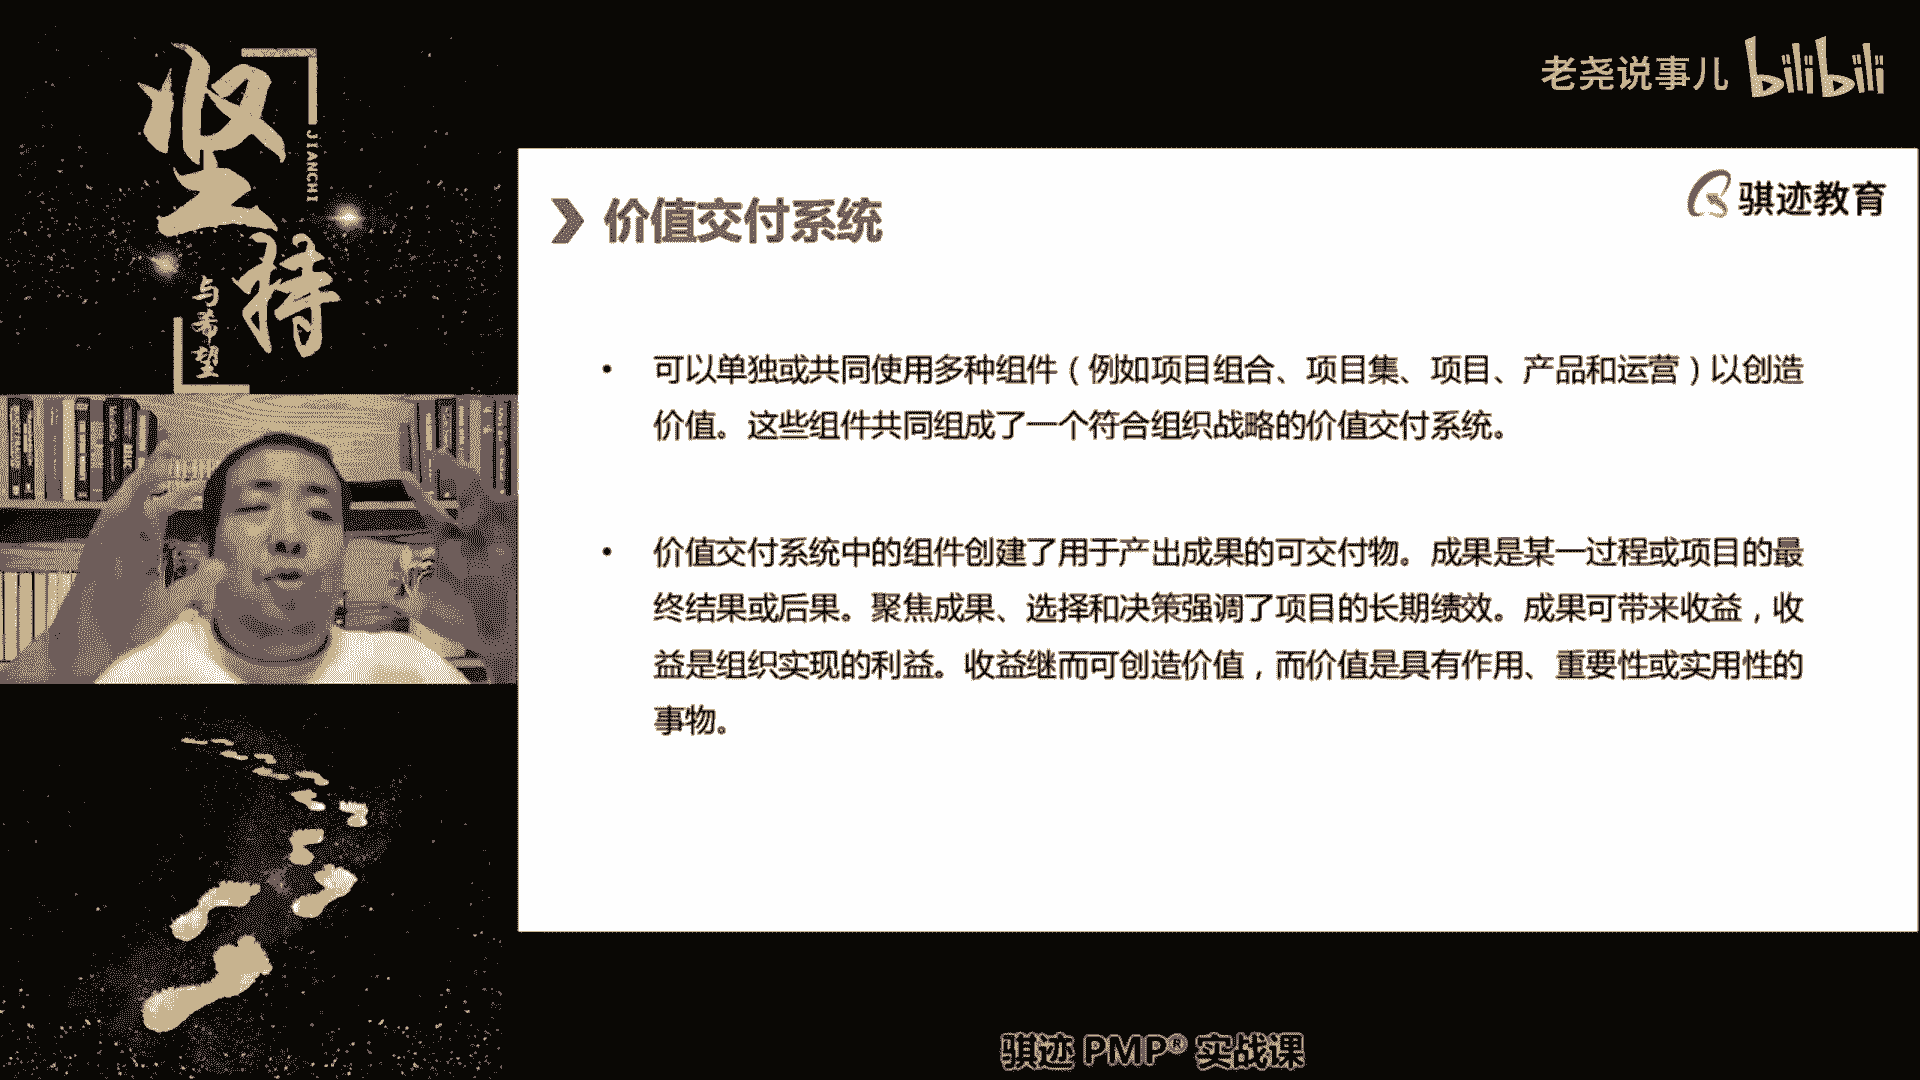 坚持
JIANCHI
与希望
老尧说事儿 bilibili
骐迹教育
价值交付系统
• 可以单独或共同使用多种组件（例如项目组合、项目集、项目、产品和运营）以创造
价值。这些组件共同组成了一个符合组织战略的价值交付系统。
• 价值交付系统中的组件创建了用于产出成果的可交付物。成果是某一过程或项目的最
终结果或后果。聚焦成果、选择和决策强调了项目的长期绩效。成果可带来收益，收
益是组织实现的利益。收益继而可创造价值，而价值是具有作用、重要性或实用性的
事物。
骐迹 PMP® 实战课